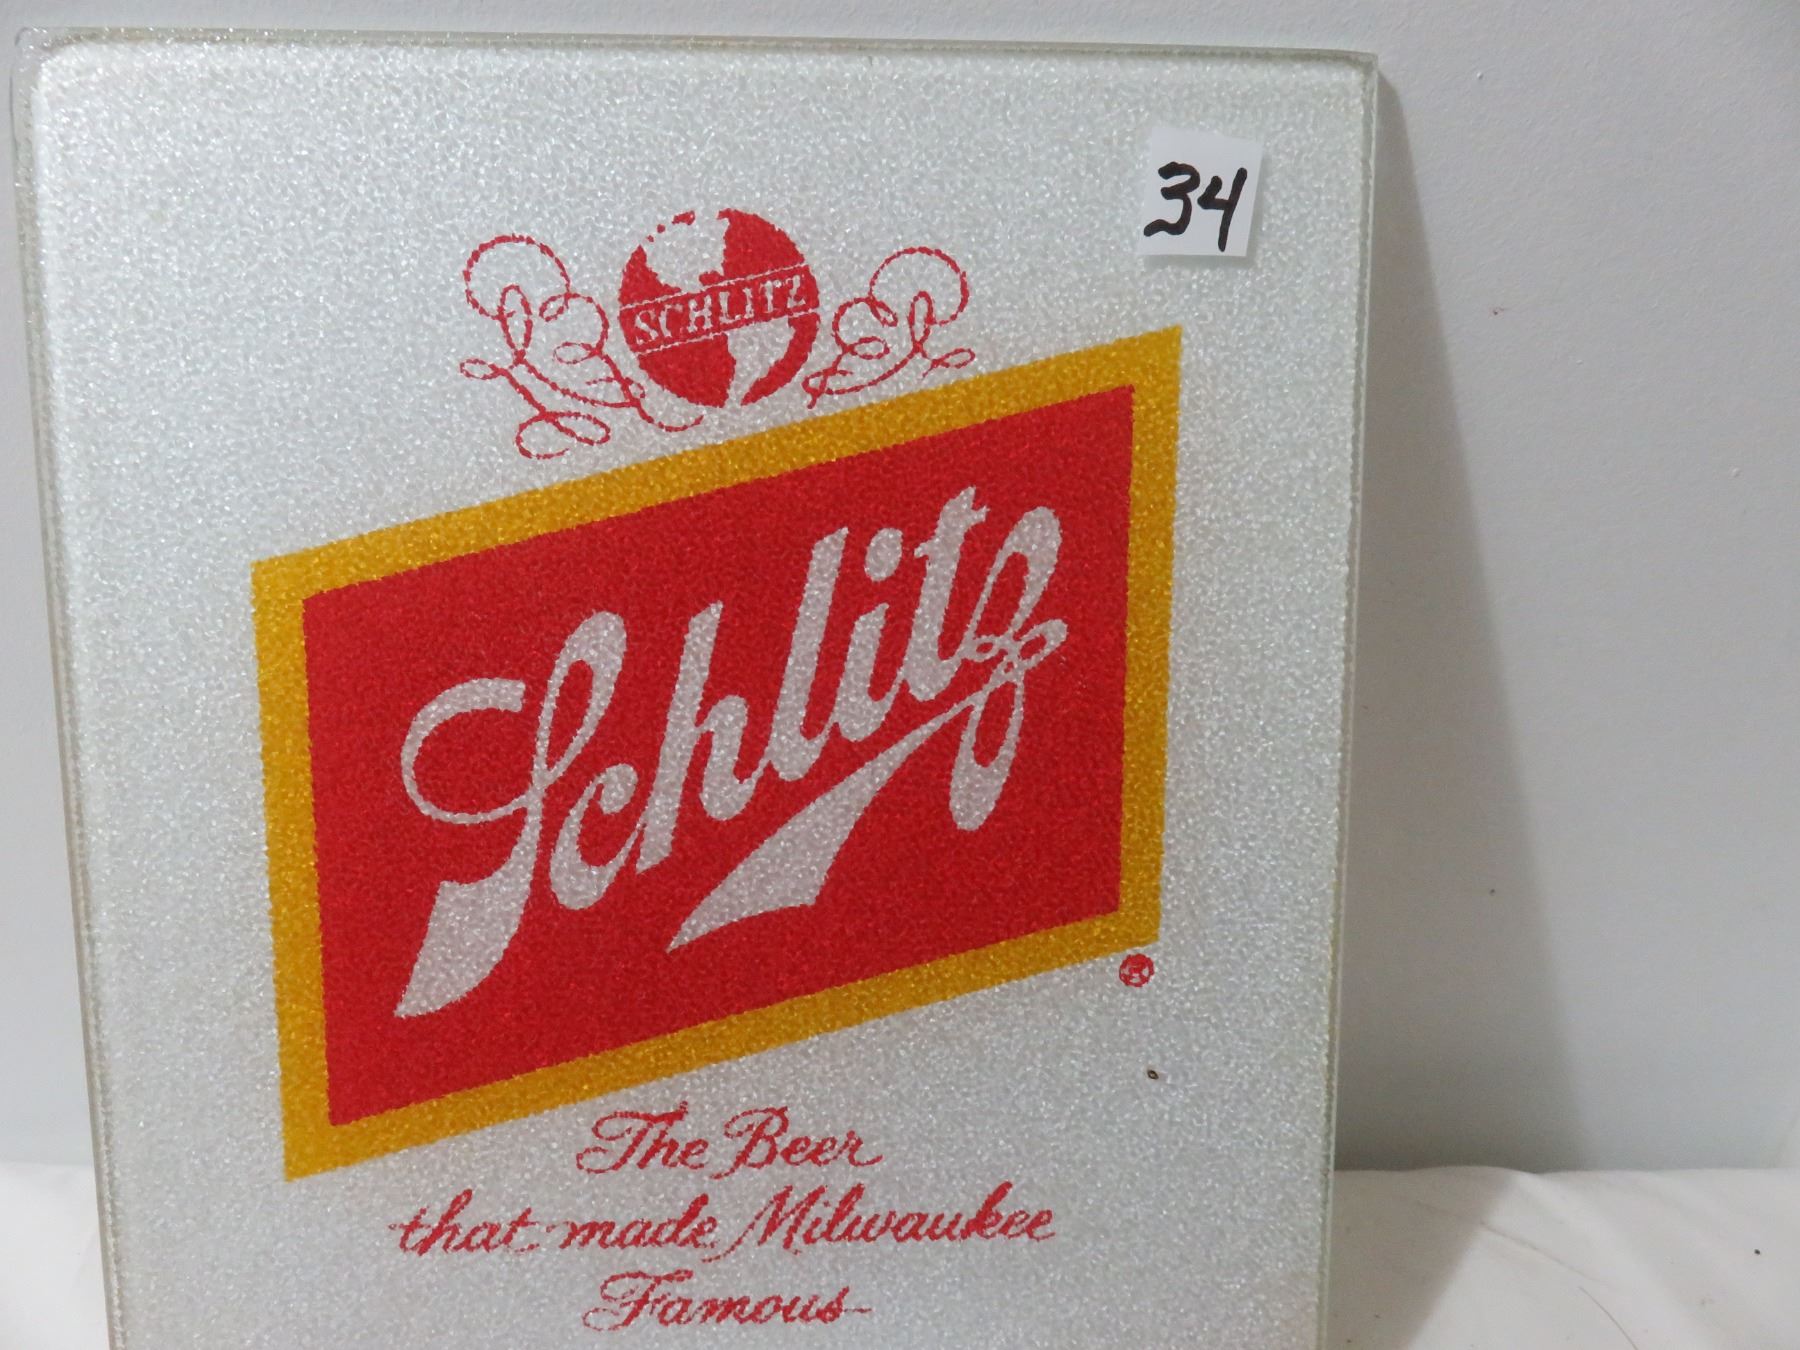 34
SCHLITZ
Schlitz
®
The Beer
that made Milwaukee
Famous